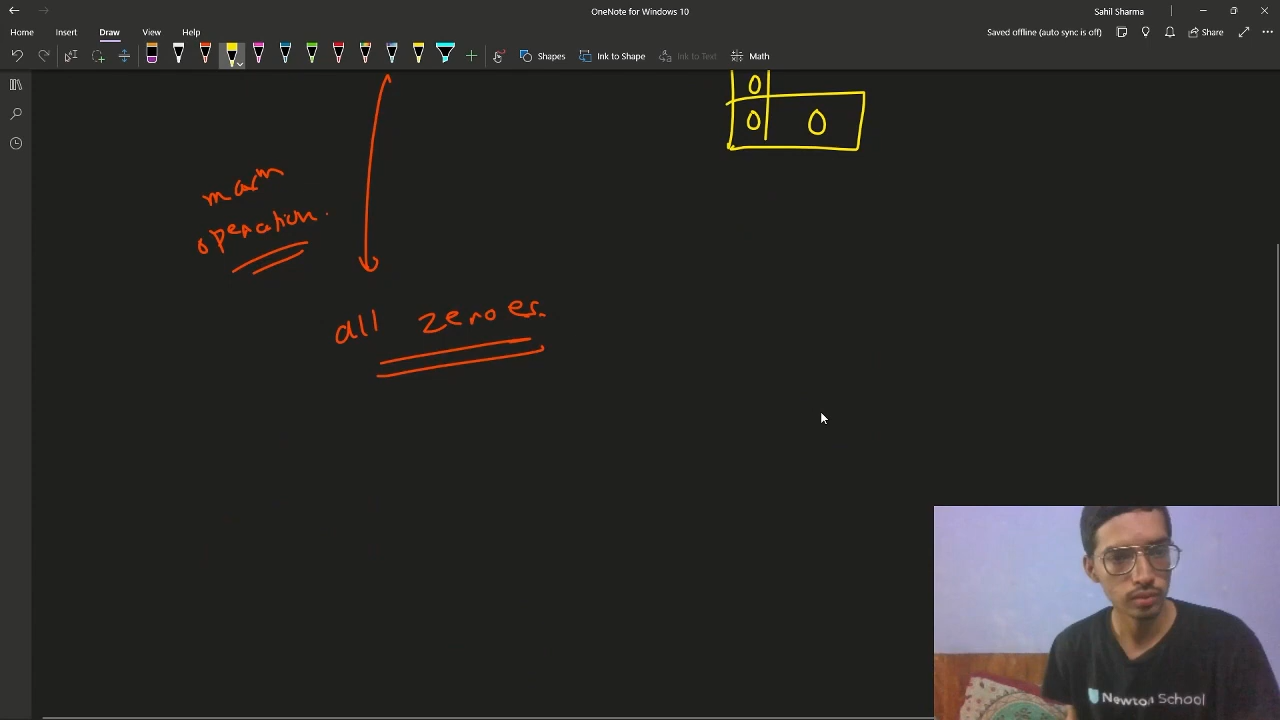 OneNote for Windows 10
Sahil Sharma
Home Insert Draw View Help
Saved offline (auto sync is off)
Share
Shapes
Ink to Shape
Ink to Text
Math
0
0 0
operation.
all zeroes.
Newton School